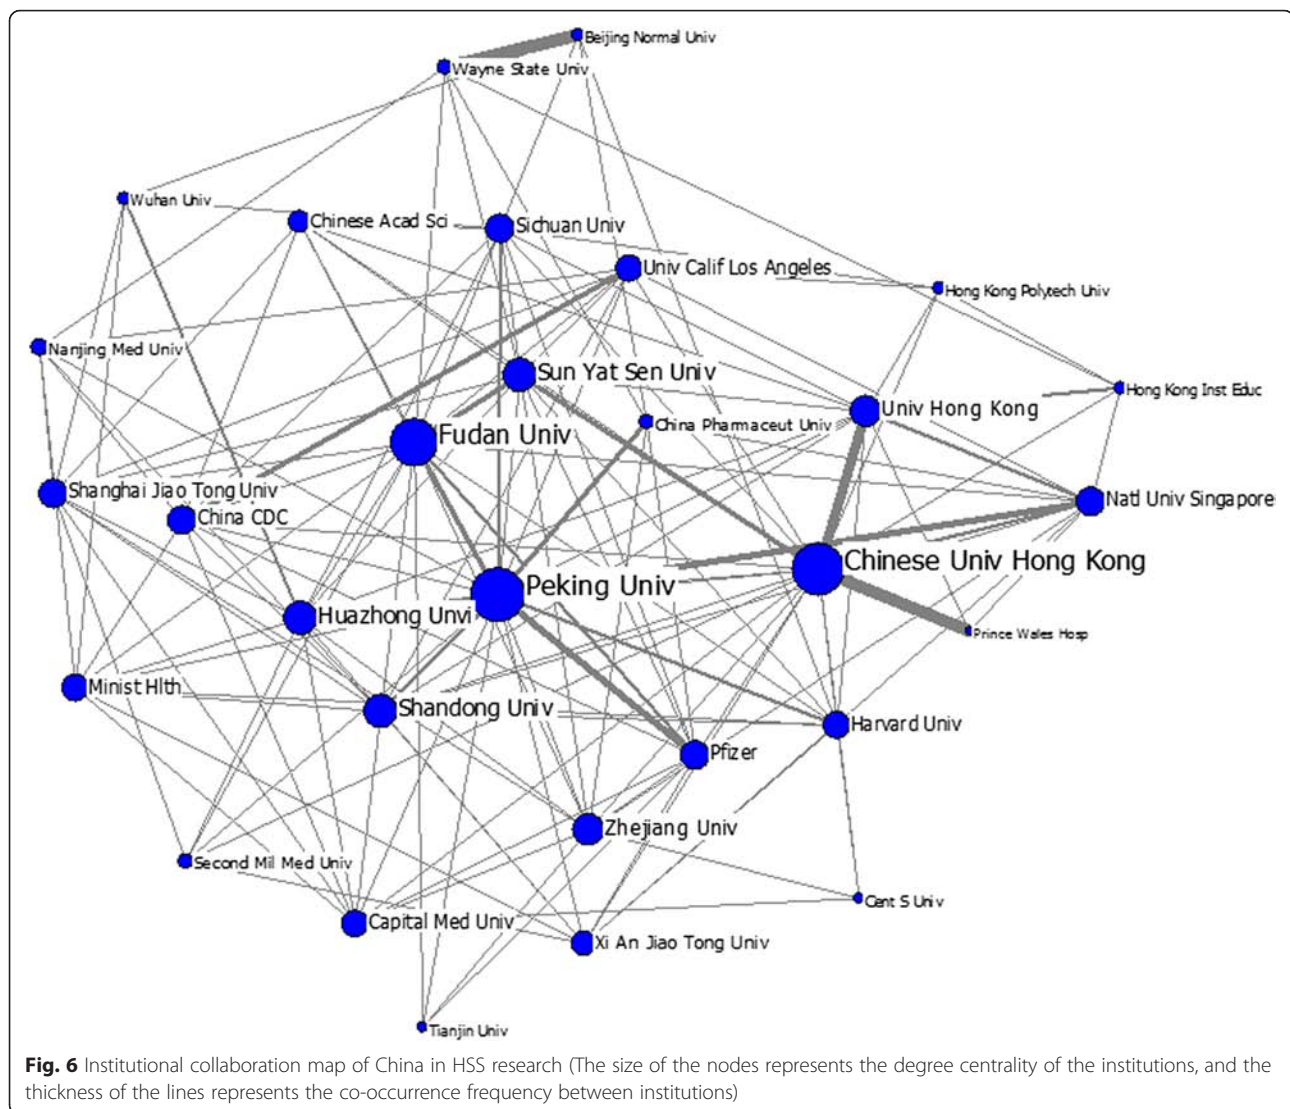 Beijing Normal Univ
Wayne State Univ
Wuhan Univ
Chinese Acad Sci
Sichuan Univ
Univ Calif Los Angeles
Hong Kong Polytech Univ
Nanjing Med Univ
Sun Yat Sen Univ
Hong Kong Inst Educ
Univ Hong Kong
China Pharmaceut Univ
Fudan Univ
Shanghai Jiao Tong Univ
Natl Univ Singapore
China CDC
Chinese Univ Hong Kong
Peking Univ
Huazhong Unvi
Prince Wales Hosp
Minist Hlth
Shandong Univ
Harvard Univ
Pfizer
Zhejiang Univ
Second Mil Med Univ
Cent S Univ
Capital Med Univ
Xi An Jiao Tong Univ
Tianjin Univ
Fig. 6 Institutional collaboration map of China in HSS research (The size of the nodes represents the degree centrality of the institutions, and the
thickness of the lines represents the co-occurrence frequency between institutions)